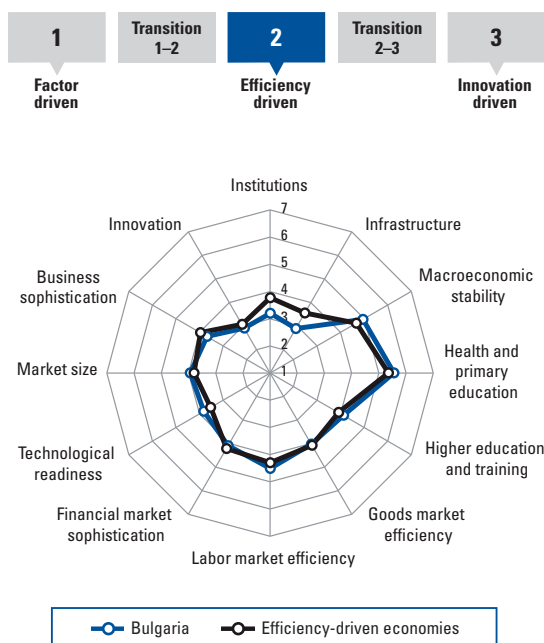 1
Transition
1–2
2
Transition
2–3
3
Factor
driven
Efficiency
driven
Innovation
driven
Institutions
Infrastructure
Macroeconomic
stability
Health and
primary
education
Higher education
and training
Goods market
efficiency
Labor market efficiency
Financial market
sophistication
Technological
readiness
Market size
Business
sophistication
Innovation
7
6
5
4
3
2
1
Bulgaria
Efficiency-driven economies